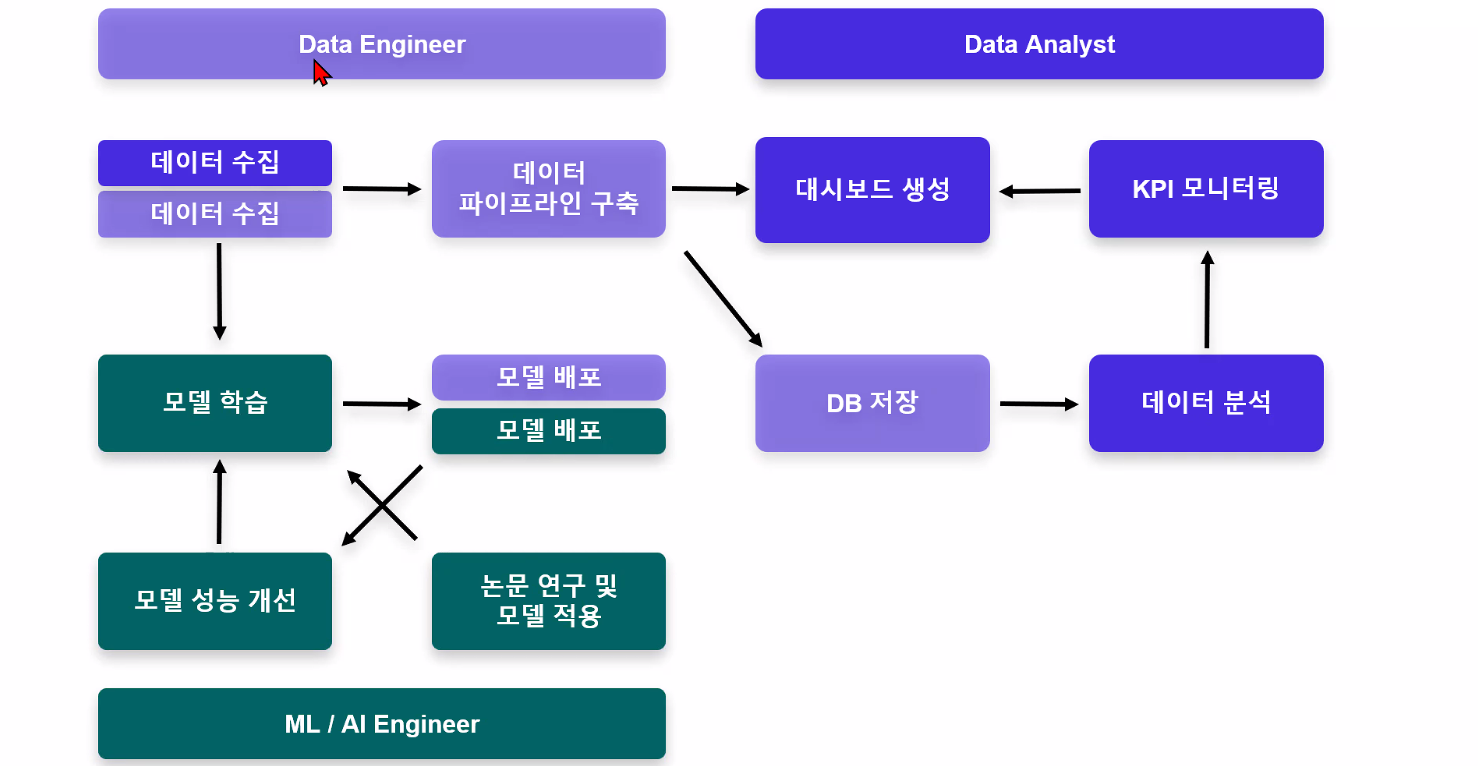 Data Engineer
Data Analyst
데이터 수집
데이터 수집
데이터
파이프라인 구축
대시보드 생성
KPI 모니터링
모델 학습
모델 배포
모델 배포
DB 저장
데이터 분석
모델 성능 개선
논문 연구 및
모델 적용
ML / AI Engineer